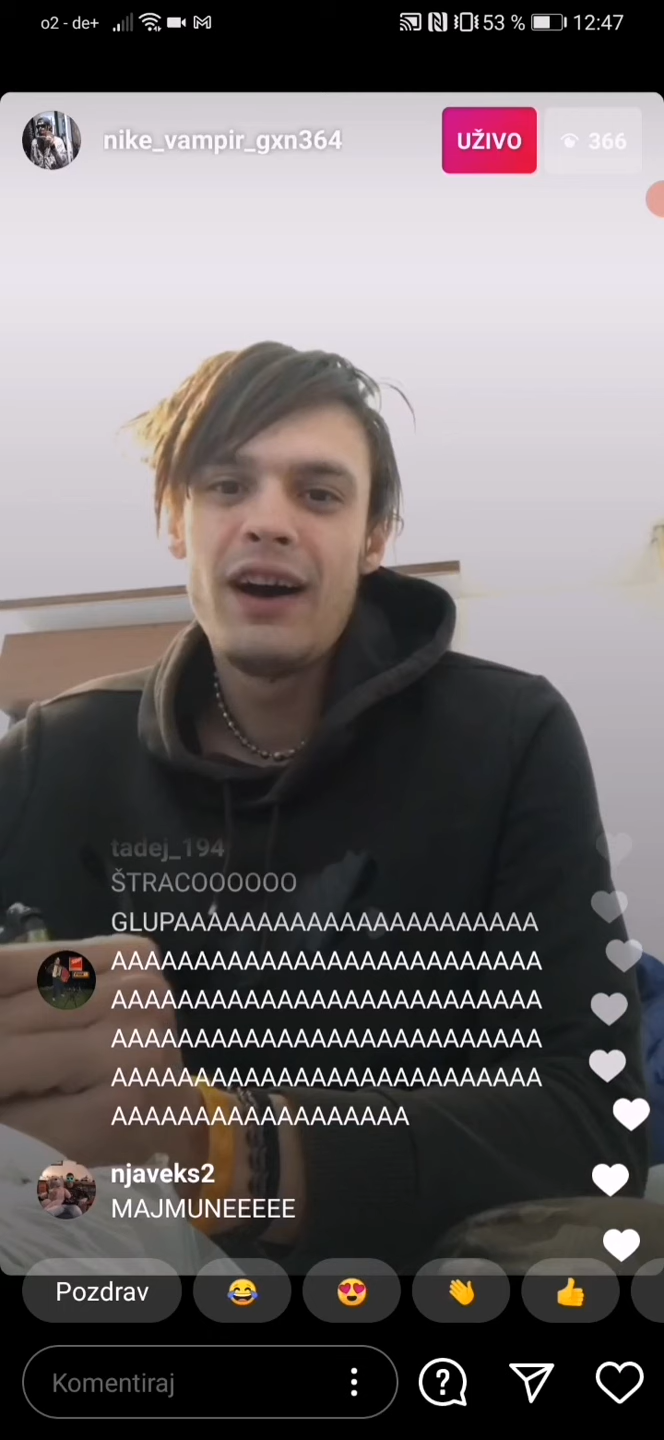 o2 - de+ 53 % 12:47
nike_vampir_gxn364 UŽIVO 366
tadej_194
ŠTRACOOOOOO
GLUPAAAAAAAAAAAAAAAAAAAAAA
AAAAAAAAAAAAAAAAAAAAAAAAAA
AAAAAAAAAAAAAAAAAAAAAAAAAA
AAAAAAAAAAAAAAAAAAAAAAAAAA
AAAAAAAAAAAAAAAAAAAAAAAAAA
AAAAAAAAAAAAAAAAAA
njaveks2
MAJMUNEEEEE
Pozdrav
Komentiraj